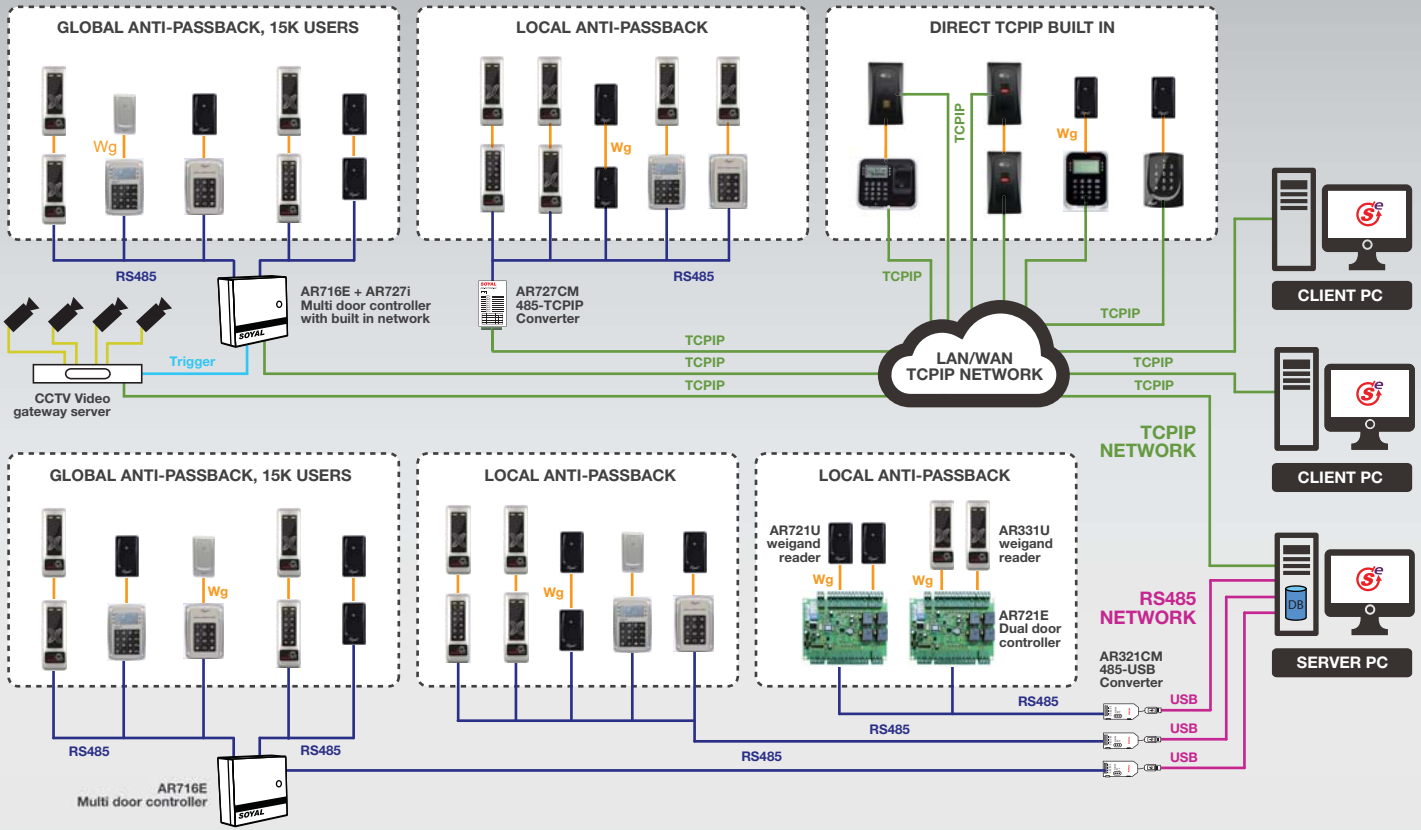 GLOBAL ANTI-PASSBACK, 15K USERS
LOCAL ANTI-PASSBACK
DIRECT TCPIP BUILT IN
Wg
Wg
TCPIP
TCPIP
Wg
RS485
AR716E + AR727i
Multi door controller
with built in network
SOYAL
SOYAL
AR727CM
485-TCPIP
Converter
RS485
TCPIP
TCPIP
CLIENT PC
Trigger
CCTV Video
gateway server
TCPIP
TCPIP
TCPIP
LAN/WAN
TCPIP NETWORK
TCPIP
TCPIP
TCPIP
NETWORK
CLIENT PC
GLOBAL ANTI-PASSBACK, 15K USERS
LOCAL ANTI-PASSBACK
LOCAL ANTI-PASSBACK
Wg
Wg
AR721U
weigand
reader
AR331U
weigand
reader
Wg
Wg
AR721E
Dual door
controller
RS485
NETWORK
DB
SERVER PC
AR321CM
485-USB
Converter
RS485
USB
RS485
RS485
RS485
USB
RS485
USB
AR716E
Multi door controller
SOYAL